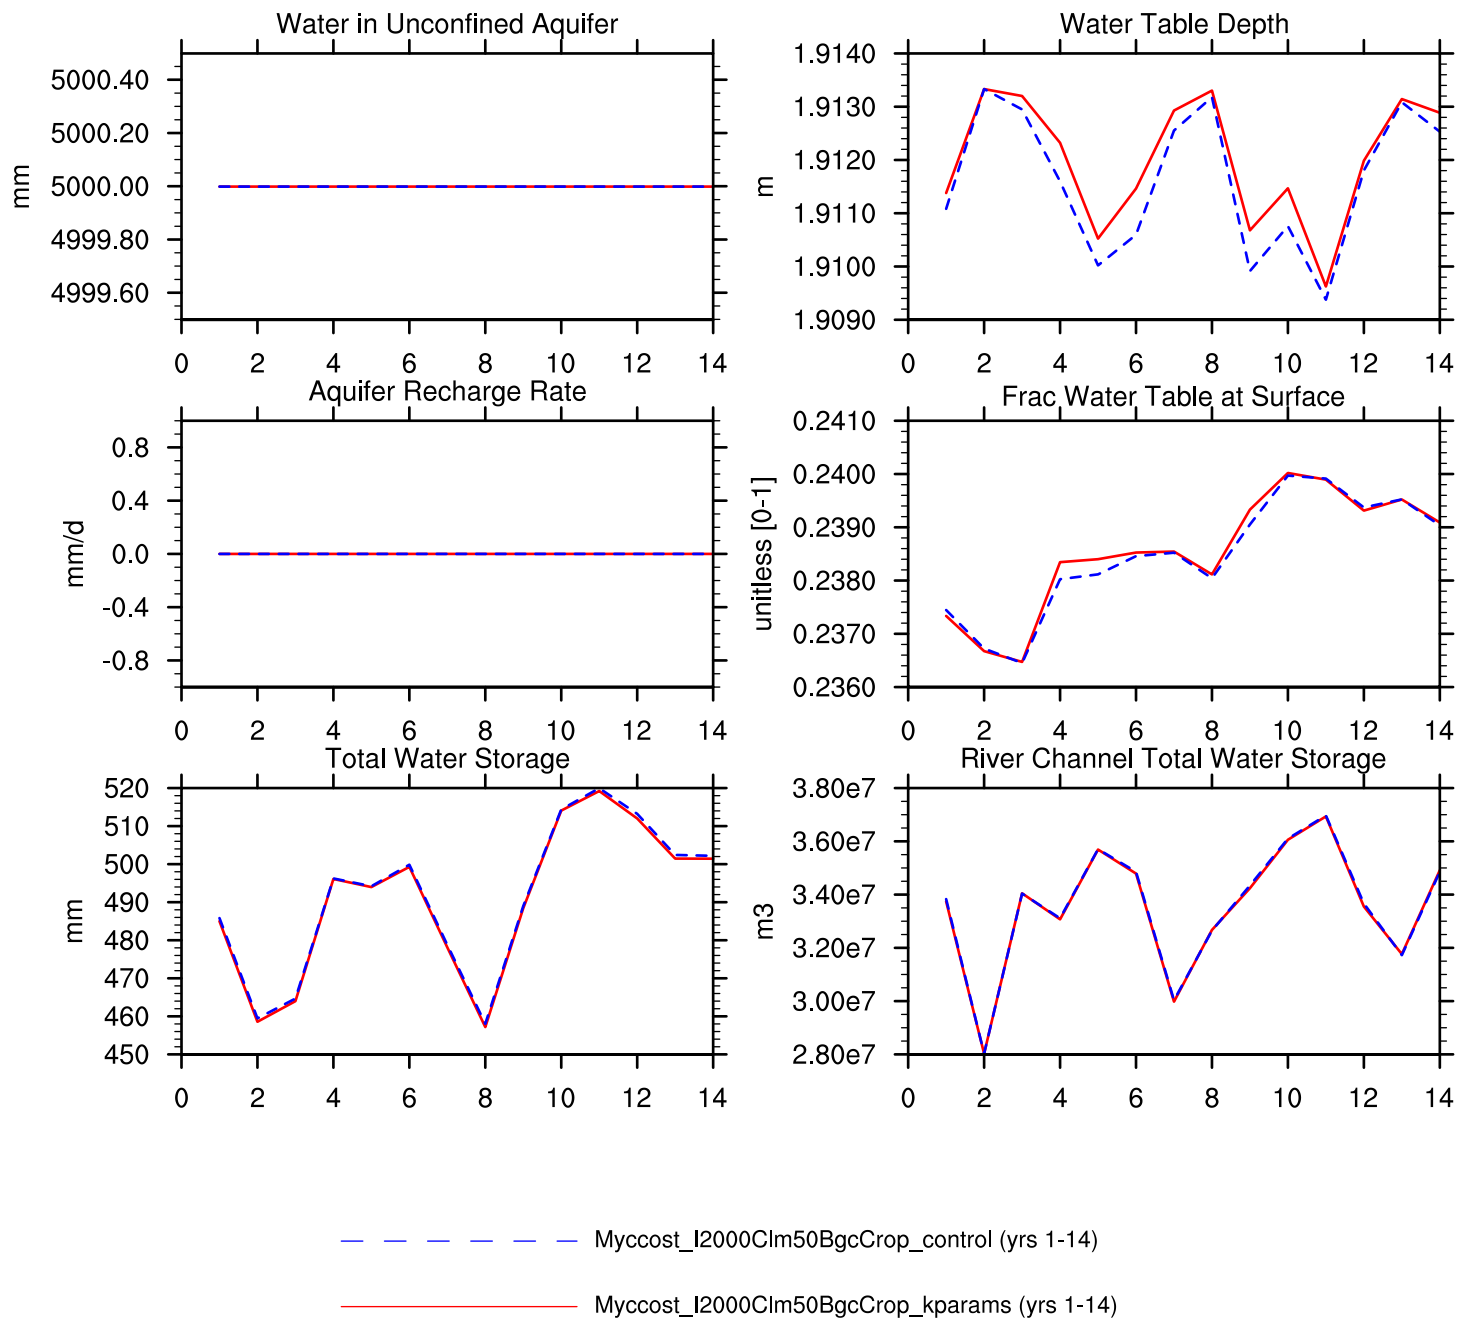 Water in Unconfined Aquifer
5000.40
5000.20
5000.00
4999.80
4999.60
mm
0 2 4 6 8 10 12 14
Water Table Depth
1.9140
1.9130
1.9120
1.9110
1.9100
1.9090
m
0 2 4 6 8 10 12 14
Aquifer Recharge Rate
0.8
0.4
0.0
-0.4
-0.8
mm/d
0 2 4 6 8 10 12 14
Frac Water Table at Surface
0.2410
0.2400
0.2390
0.2380
0.2370
0.2360
unitless [0-1]
0 2 4 6 8 10 12 14
Total Water Storage
520
510
500
490
480
470
460
450
mm
0 2 4 6 8 10 12 14
River Channel Total Water Storage
3.80e7
3.60e7
3.40e7
3.20e7
3.00e7
2.80e7
m3
0 2 4 6 8 10 12 14
Myccost_I2000Clm50BgcCrop_control (yrs 1-14)
Myccost_I2000Clm50BgcCrop_kparams (yrs 1-14)